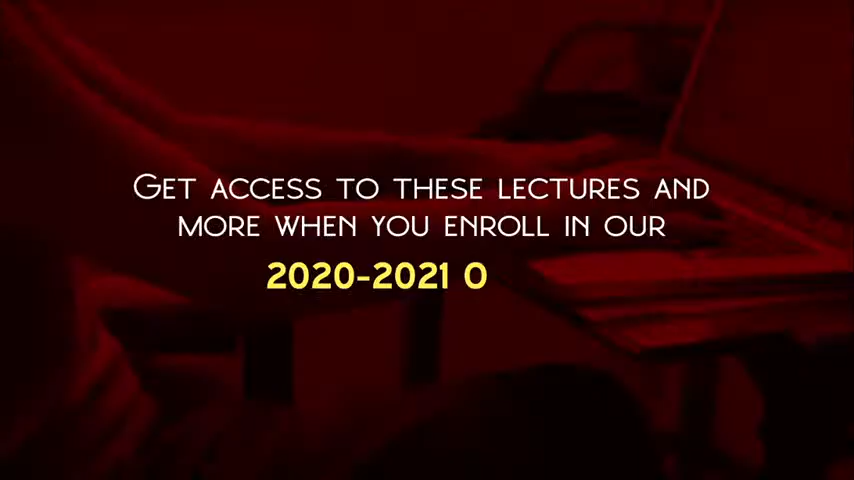 GET ACCESS TO THESE LECTURES AND
MORE WHEN YOU ENROLL IN OUR
2020-2021 O